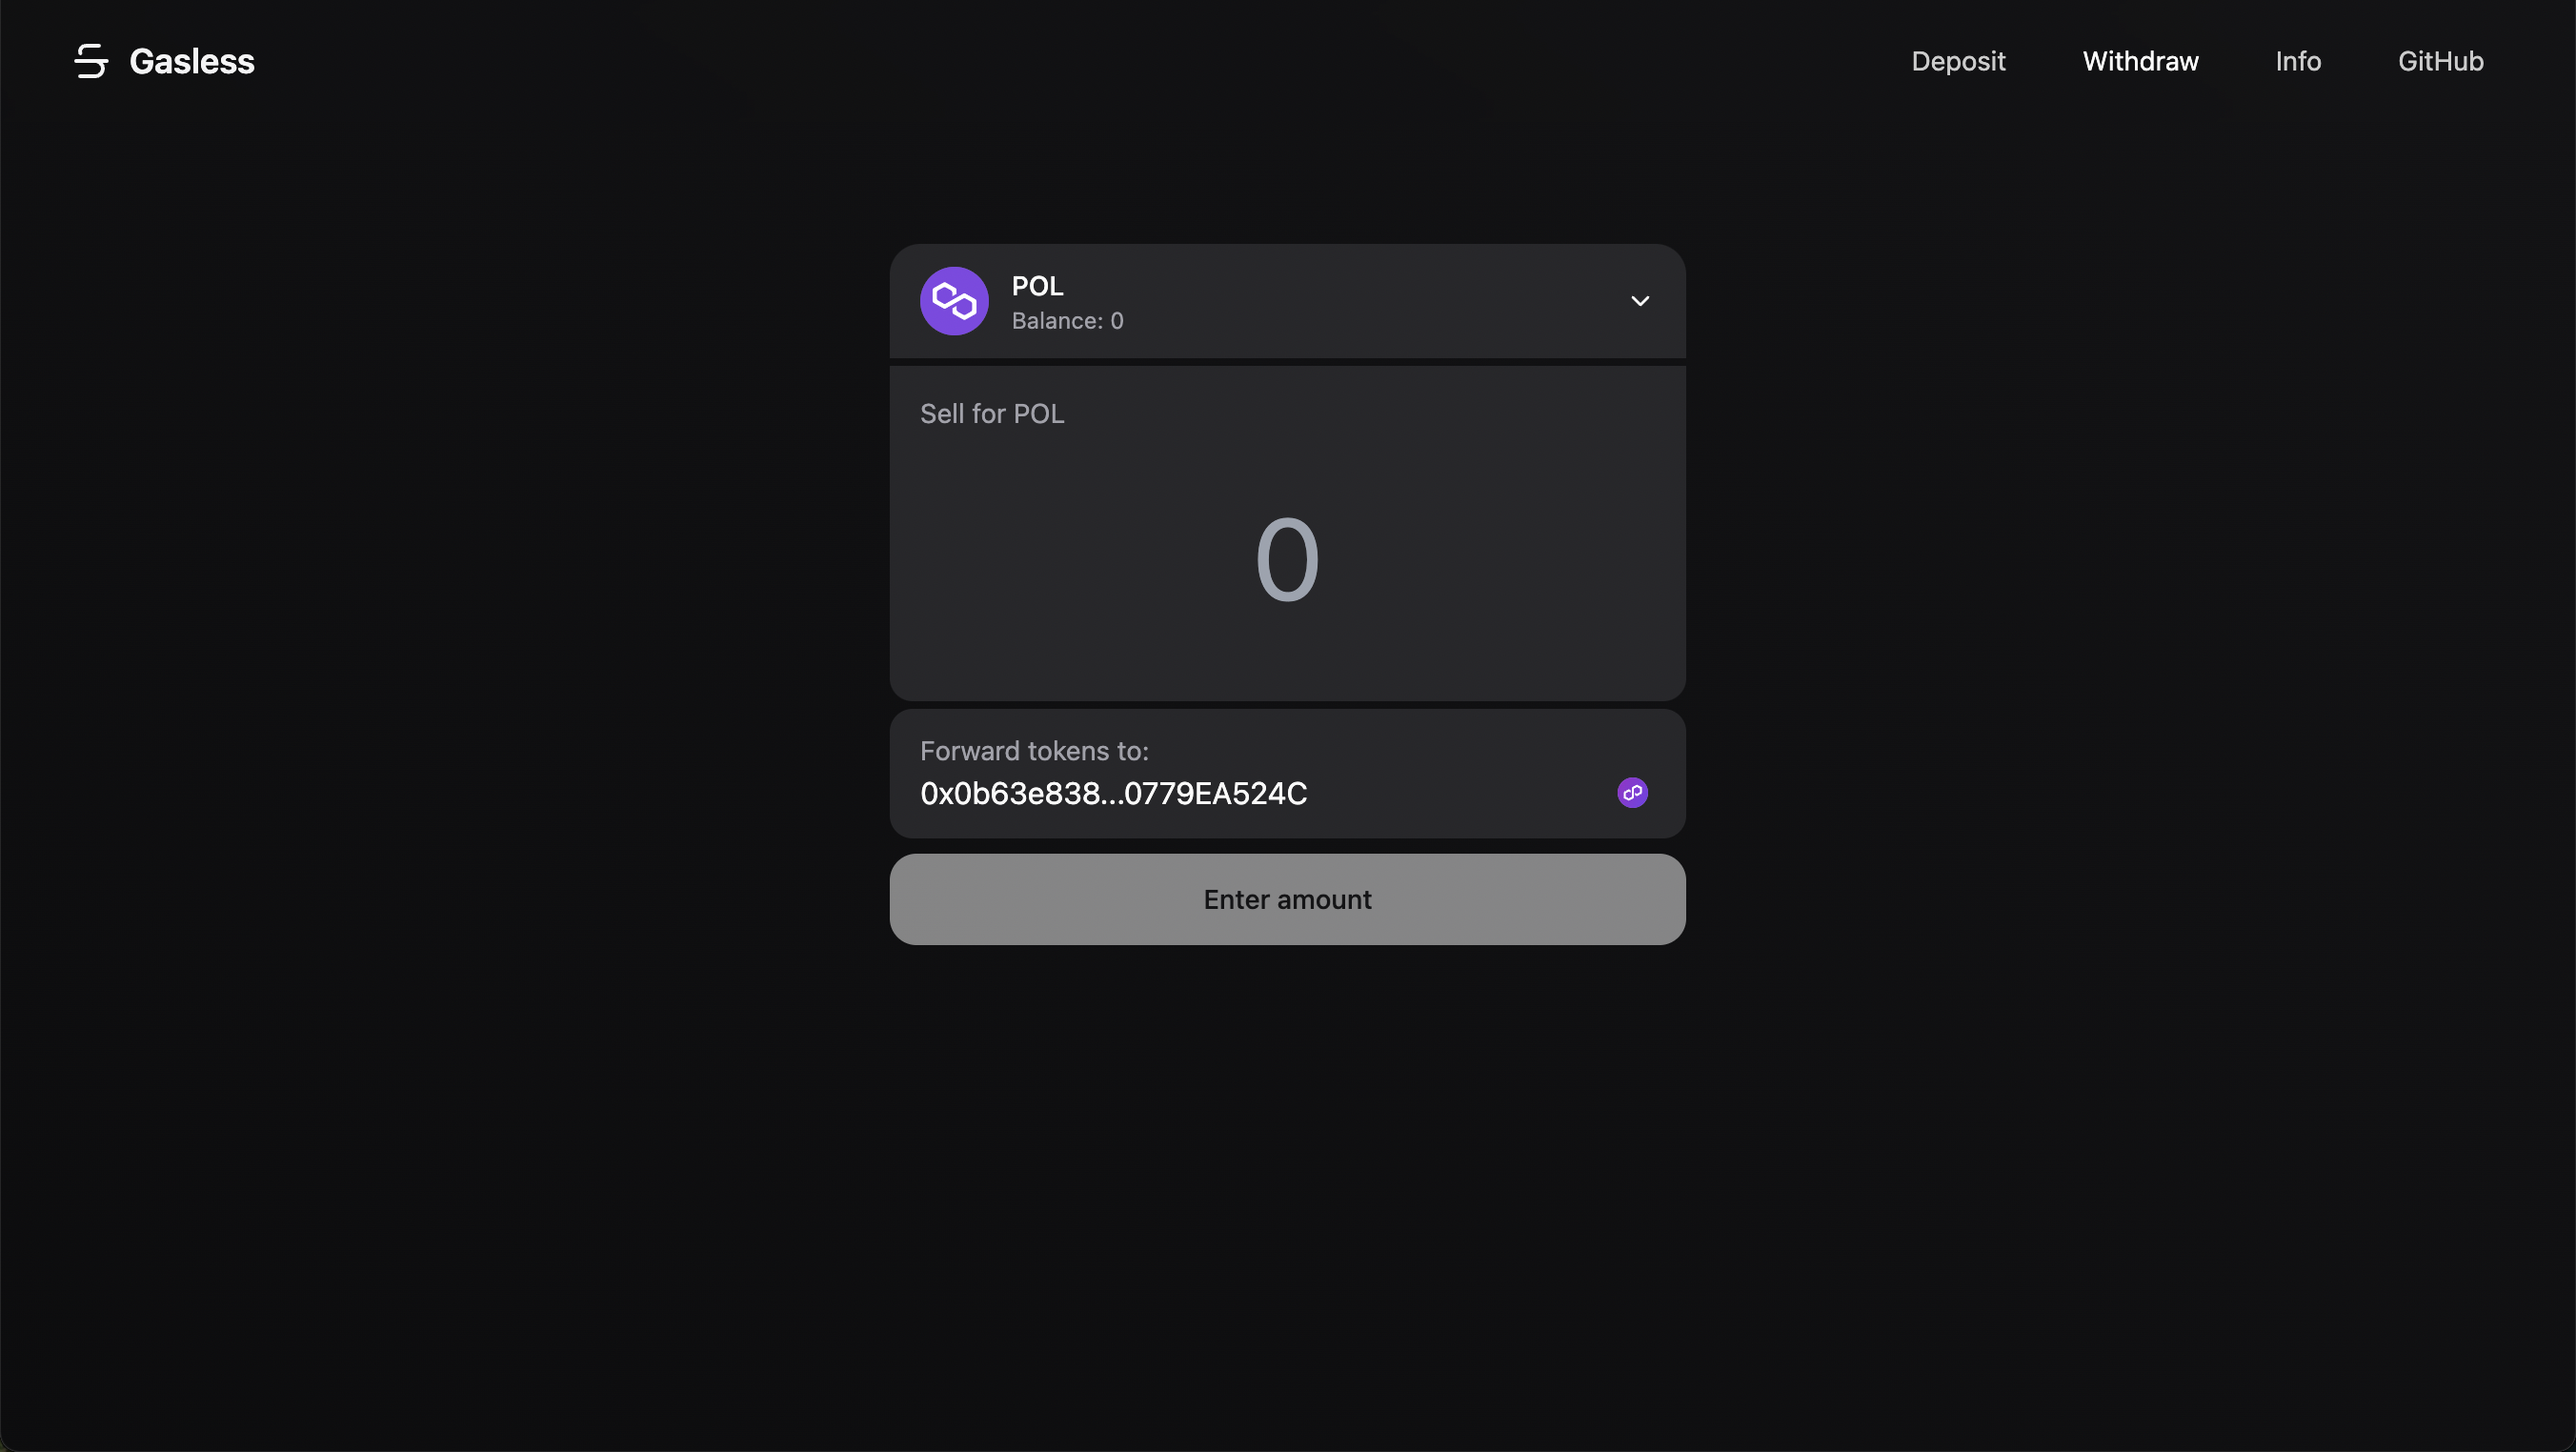 Gasless
Deposit
Withdraw
Info
GitHub
POL
Balance: 0
Sell for POL
0
Forward tokens to:
0x0b63e838...0779EA524C
Enter amount